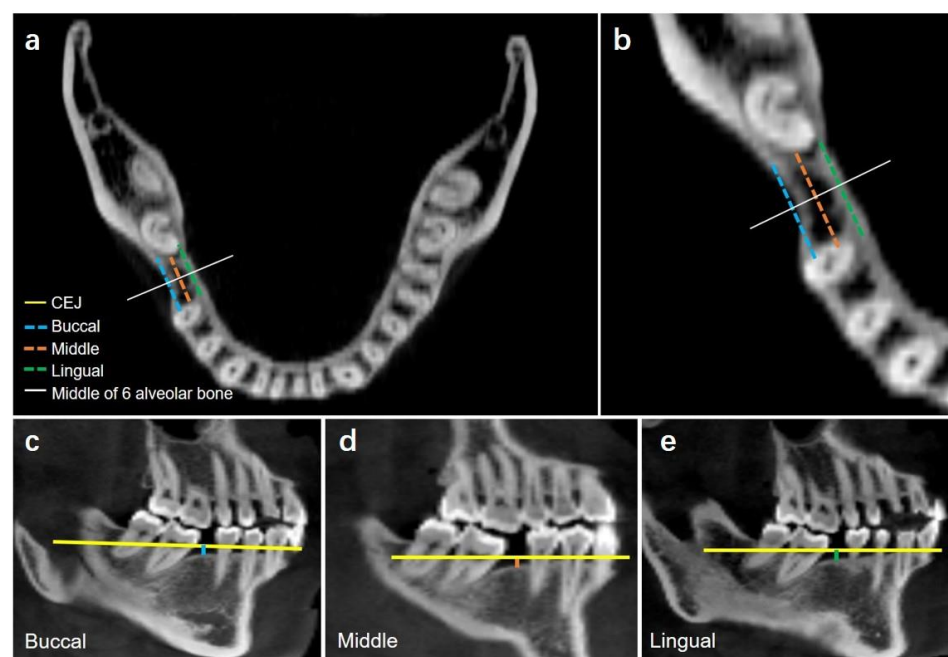 a
b
CEJ
Buccal
Middle
Lingual
Middle of 6 alveolar bone
c
d
e
Buccal
Middle
Lingual